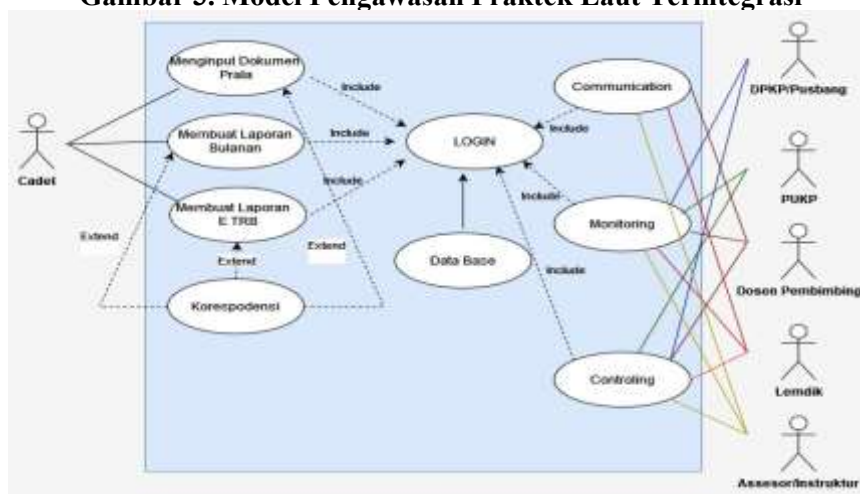 Gambar 3. Model Pengawasan Praktek Laut Terintegrasi
Menginput Dokumen
Prala
Include
Communication
DPKP/Pusbang
Include
Cadet
Membuat Laporan
Bulanan
Include
LOGIN
PUKP
Membuat Laporan
E TRB
Include
Include
Monitoring
Extend
Extend
Extend
Data Base
Include
Dosen Pembimbing
Korespodensi
Controling
Lemdik
Assesor/Instruktur